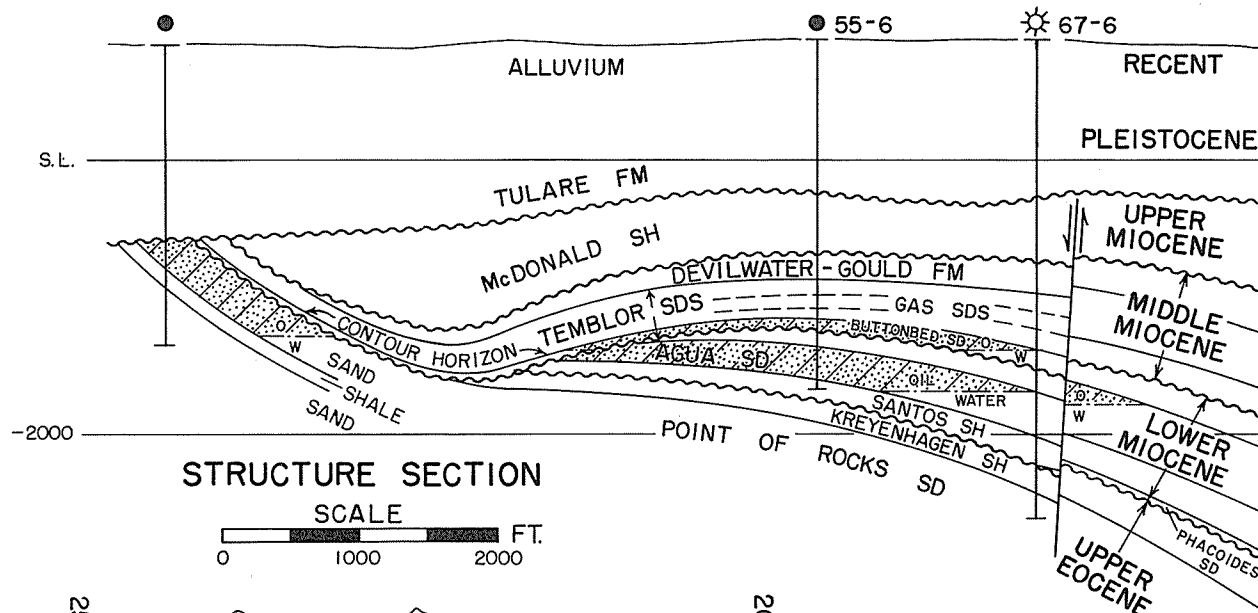 55-6
67-6
ALLUVIUM
RECENT
PLEISTOCENE
S.L.
TULARE FM
UPPER
MIOCENE
McDONALD SH
DEVILWATER-GOULD FM
TEMBLOR SDS
GAS SDS
MIDDLE
MIOCENE
CONTOUR HORIZON
BUTTONBED SD. O
W
O
W
AGUA SD
OIL
WATER
O
W
SAND
SHALE
SAND
SANTOS SH
KREYENHAGEN SH
LOWER
MIOCENE
-2000
POINT OF ROCKS SD
STRUCTURE SECTION
SCALE
FT.
0 1000 2000
PHACOIDES
SD
UPPER
EOCENE